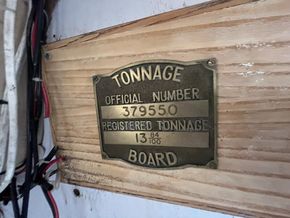 TONNAGE
OFFICIAL NUMBER
379550
REGISTERED TONNAGE
13 84/100
BOARD